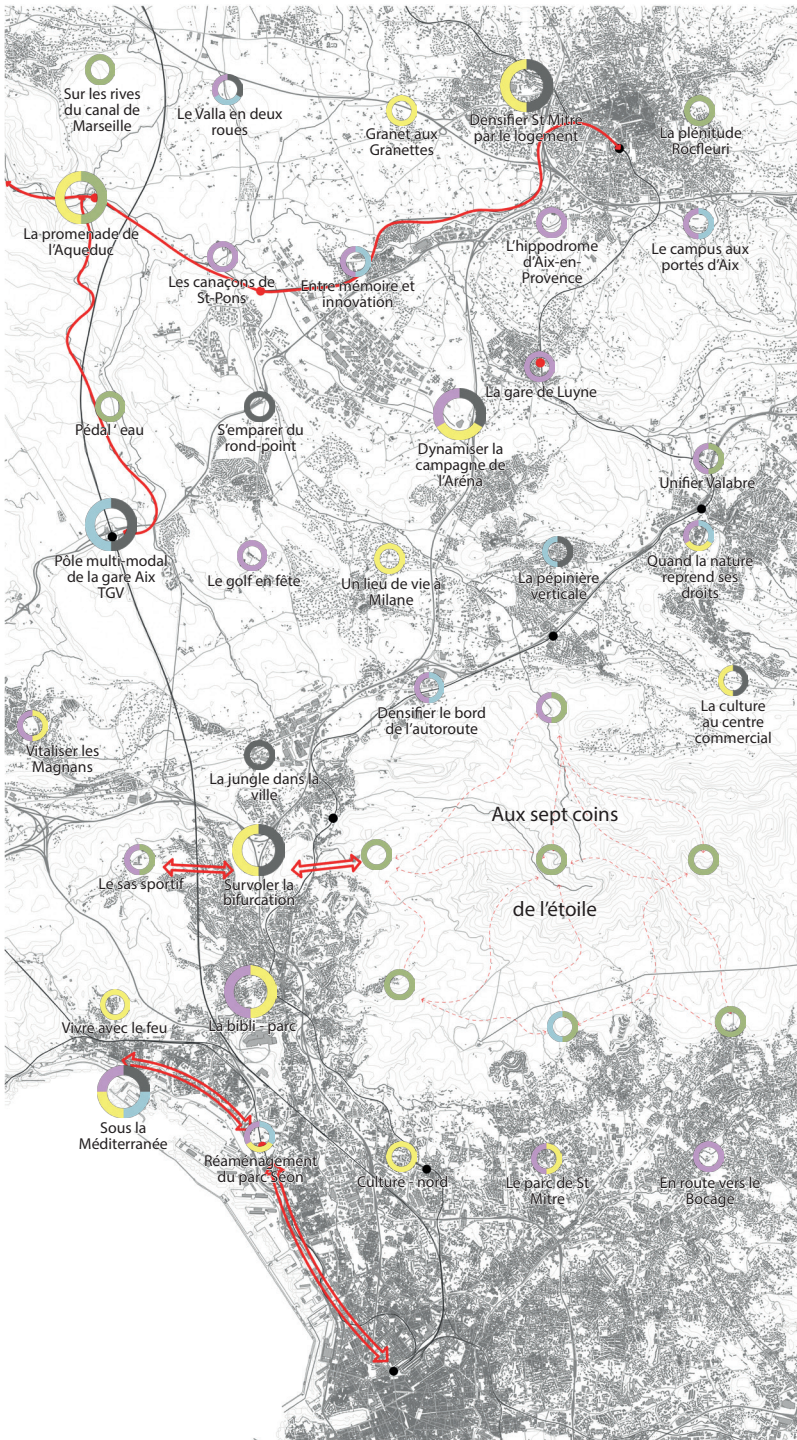 Sur les rives
du canal de
Marseille
Le Valla en deux
roues
Granet aux
Granettes
Densifier St Mitre
par le logement
La plénitude
Rocfleuri
La promenade de
l'Aqueduc
Les canaçons de
St-Pons
Entre mémoire et
innovation
L'hippodrome
d'Aix-en-
Provence
Le campus aux
portes d'Aix
La gare de Luyne
Pédal ' eau
S'emparer du
rond-point
Dynamiser la
campagne de
l'Aréna
Unifier Valabre
Pôle multi-modal
de la gare Aix
TGV
Le golf en fête
Un lieu de vie à
Milane
La pépinière
verticale
Quand la nature
reprend ses
droits
Vitaliser les
Magnans
Densifier le bord
de l'autoroute
La culture
au centre
commercial
La jungle dans la
ville
Aux sept coins
de l'étoile
Le sas sportif
Survoler la
bifurcation
Vivre avec le feu
La bibli - parc
Sous la
Méditerranée
Réaménagement
du parc Séon
Culture - nord
Le parc de St
Mitre
En route vers le
Bocage